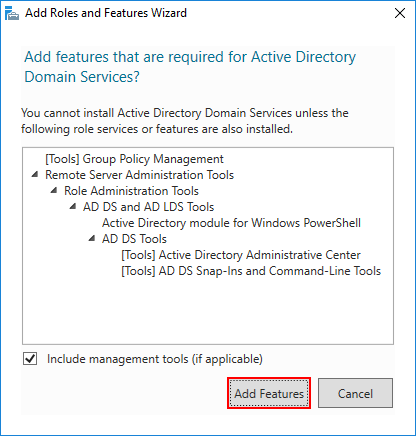 Add Roles and Features Wizard
Add features that are required for Active Directory
Domain Services?
You cannot install Active Directory Domain Services unless the
following role services or features are also installed.
[Tools] Group Policy Management
Remote Server Administration Tools
Role Administration Tools
AD DS and AD LDS Tools
Active Directory module for Windows PowerShell
AD DS Tools
[Tools] Active Directory Administrative Center
[Tools] AD DS Snap-Ins and Command-Line Tools
Include management tools (if applicable)
Add Features
Cancel